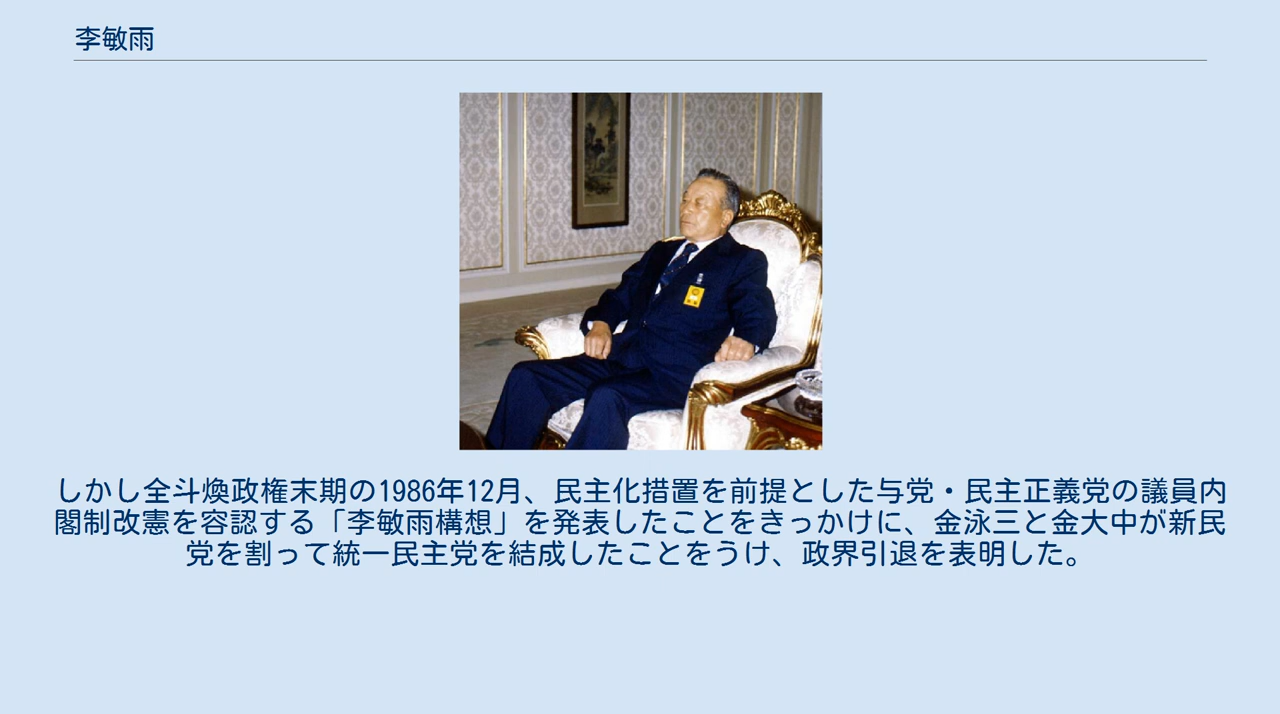 李敏雨
しかし全斗煥政権末期の1986年12月、民主化措置を前提とした与党・民主正義党の議員内
閣制改憲を容認する「李敏雨構想」を発表したことをきっかけに、金泳三と金大中が新民
党を割って統一民主党を結成したことをうけ、政界引退を表明した。